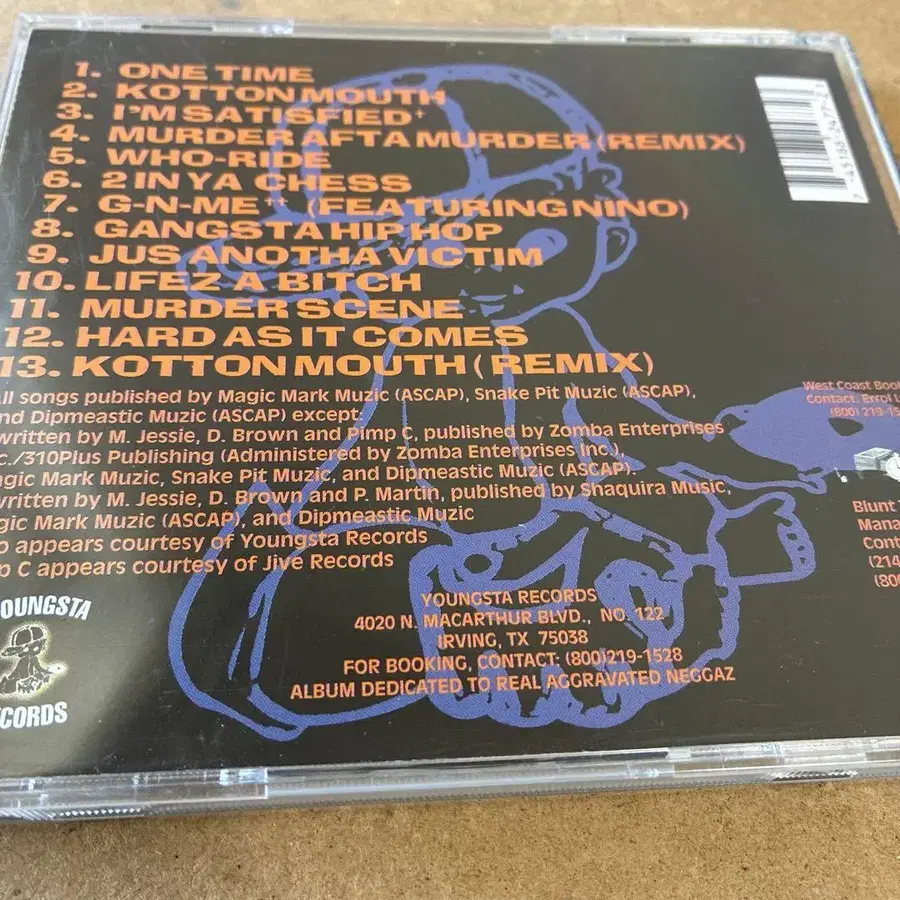 1. ONE TIME
2. KOTTON MOUTH
3. I'M SATISFIED+
4. MURDER AFTA MURDER (REMIX)
5. WHO-RIDE
6. 2 IN YA CHESS
7. G-N-ME++ (FEATURING NINO)
8. GANGSTA HIP HOP
9. JUS ANOTHA VICTIM
10. LIFEZ A BITCH
11. MURDER SCENE
12. HARD AS IT COMES
13. KOTTON MOUTH (REMIX)
all songs published by Magic Mark Muzic (ASCAP), Snake Pit Muzic (ASCAP),
and Dipmeastic Muzic (ASCAP) except:
written by M. Jessie, D. Brown and Pimp C, published by Zomba Enterprises
c./310Plus Publishing (Administered by Zomba Enterprises Inc.),
agic Mark Muzic, Snake Pit Muzic, and Dipmeastic Muzic (ASCAP).
written by M. Jessie, D. Brown and P. Martin, published by Shaquira Music,
agic Mark Muzic (ASCAP), and Dipmeastic Muzic
o appears courtesy of Youngsta Records
p C appears courtesy of Jive Records
West Coast Book
Contact: Errol
(800) 219-15
Blunt
Mana
Cont
(214
(800
YOUNGSTA
RECORDS
YOUNGSTA RECORDS
4020 N. MACARTHUR BLVD., NO. 122
IRVING, TX 75038
FOR BOOKING, CONTACT: (800)219-1528
ALBUM DEDICATED TO REAL AGGRAVATED NEGGAZ